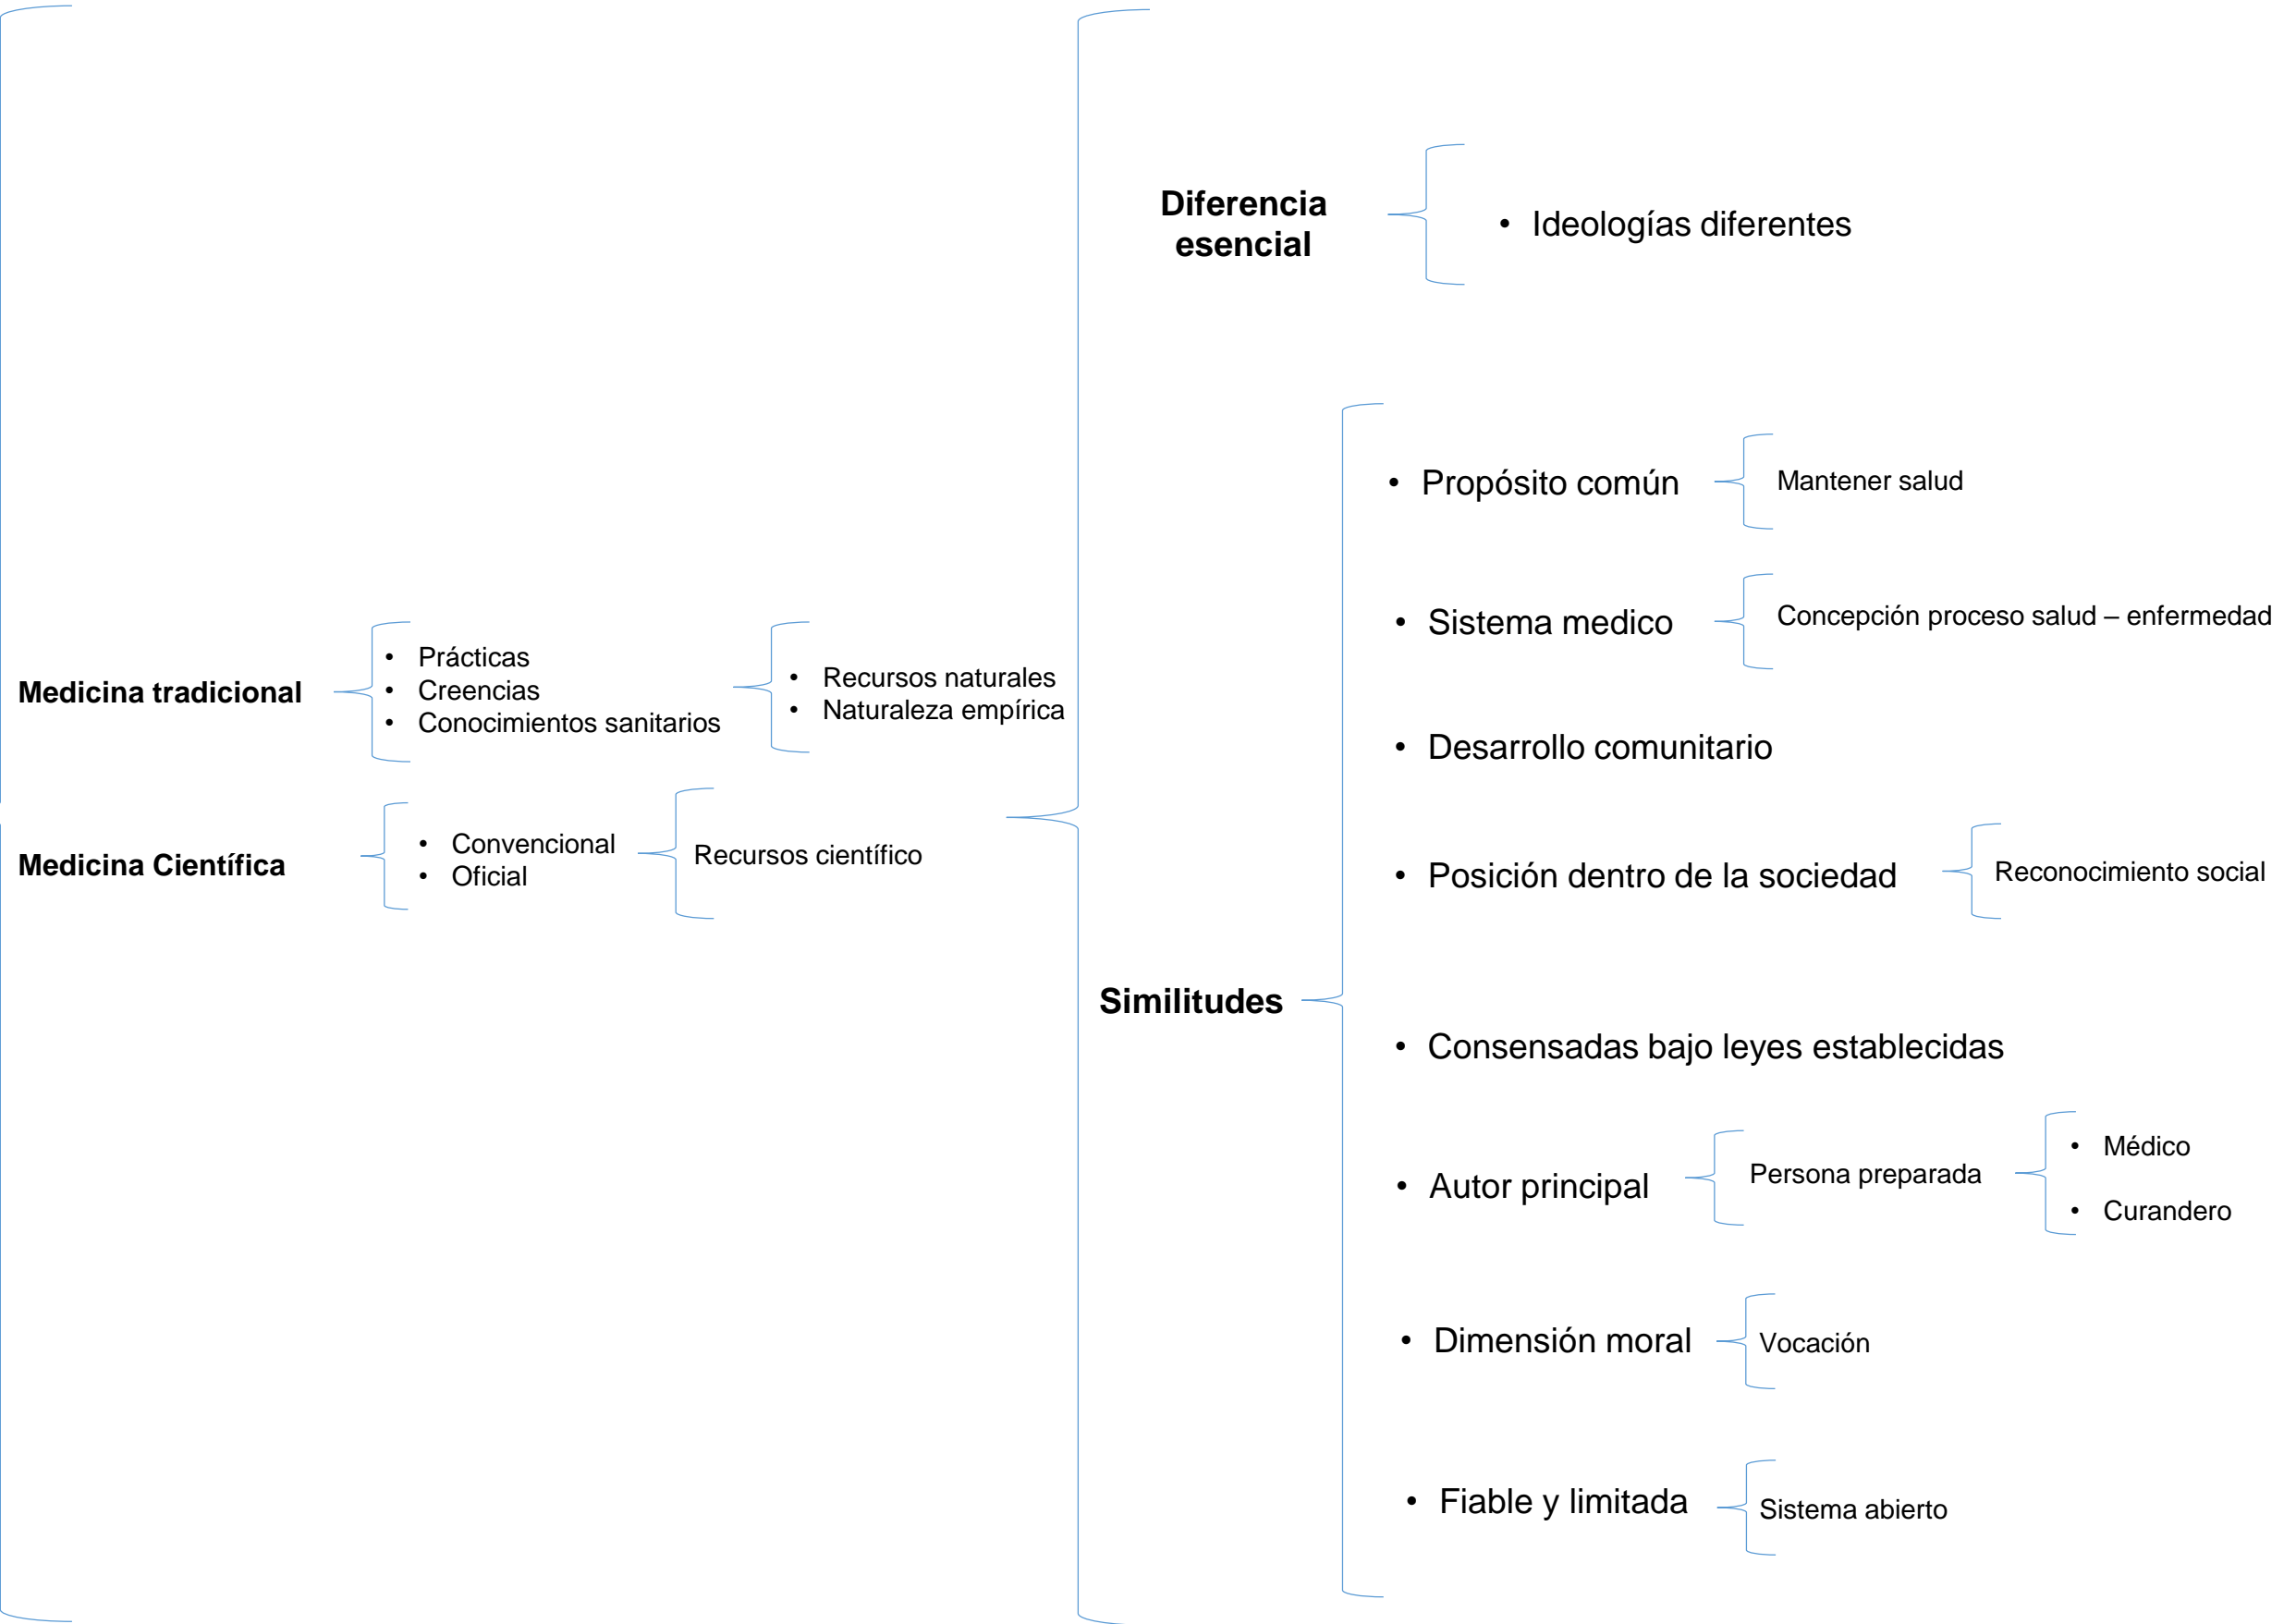 Medicina tradicional
• Prácticas
• Creencias
• Conocimientos sanitarios
• Recursos naturales
• Naturaleza empírica
Medicina Científica
• Convencional
• Oficial
Recursos científico
Diferencia
esencial
• Ideologías diferentes
Similitudes
• Propósito común
Mantener salud
• Sistema medico
Concepción proceso salud – enfermedad
• Desarrollo comunitario
• Posición dentro de la sociedad
Reconocimiento social
• Consensadas bajo leyes establecidas
• Autor principal
Persona preparada
• Médico
• Curandero
• Dimensión moral
Vocación
• Fiable y limitada
Sistema abierto